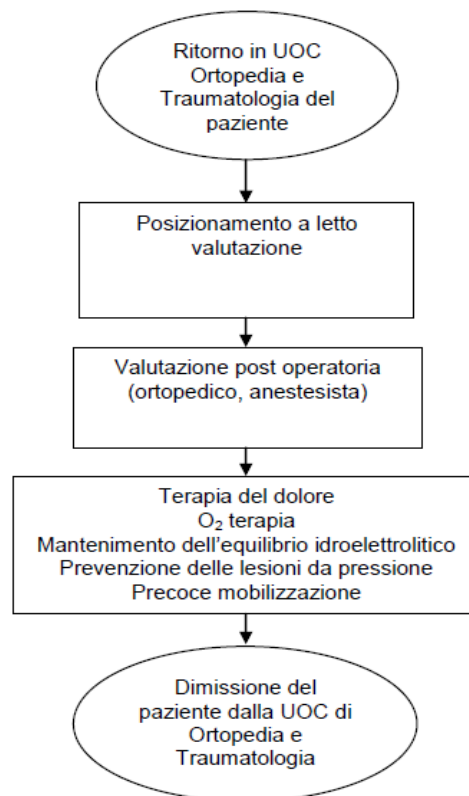 Ritorno in UOC
Ortopedia e
Traumatologia del
paziente
Posizionamento a letto
valutazione
Valutazione post operatoria
(ortopedico, anestesista)
Terapia del dolore
O₂ terapia
Mantenimento dell'equilibrio idroelettrolitico
Prevenzione delle lesioni da pressione
Precoce mobilizzazione
Dimissione del
paziente dalla UOC di
Ortopedia e
Traumatologia